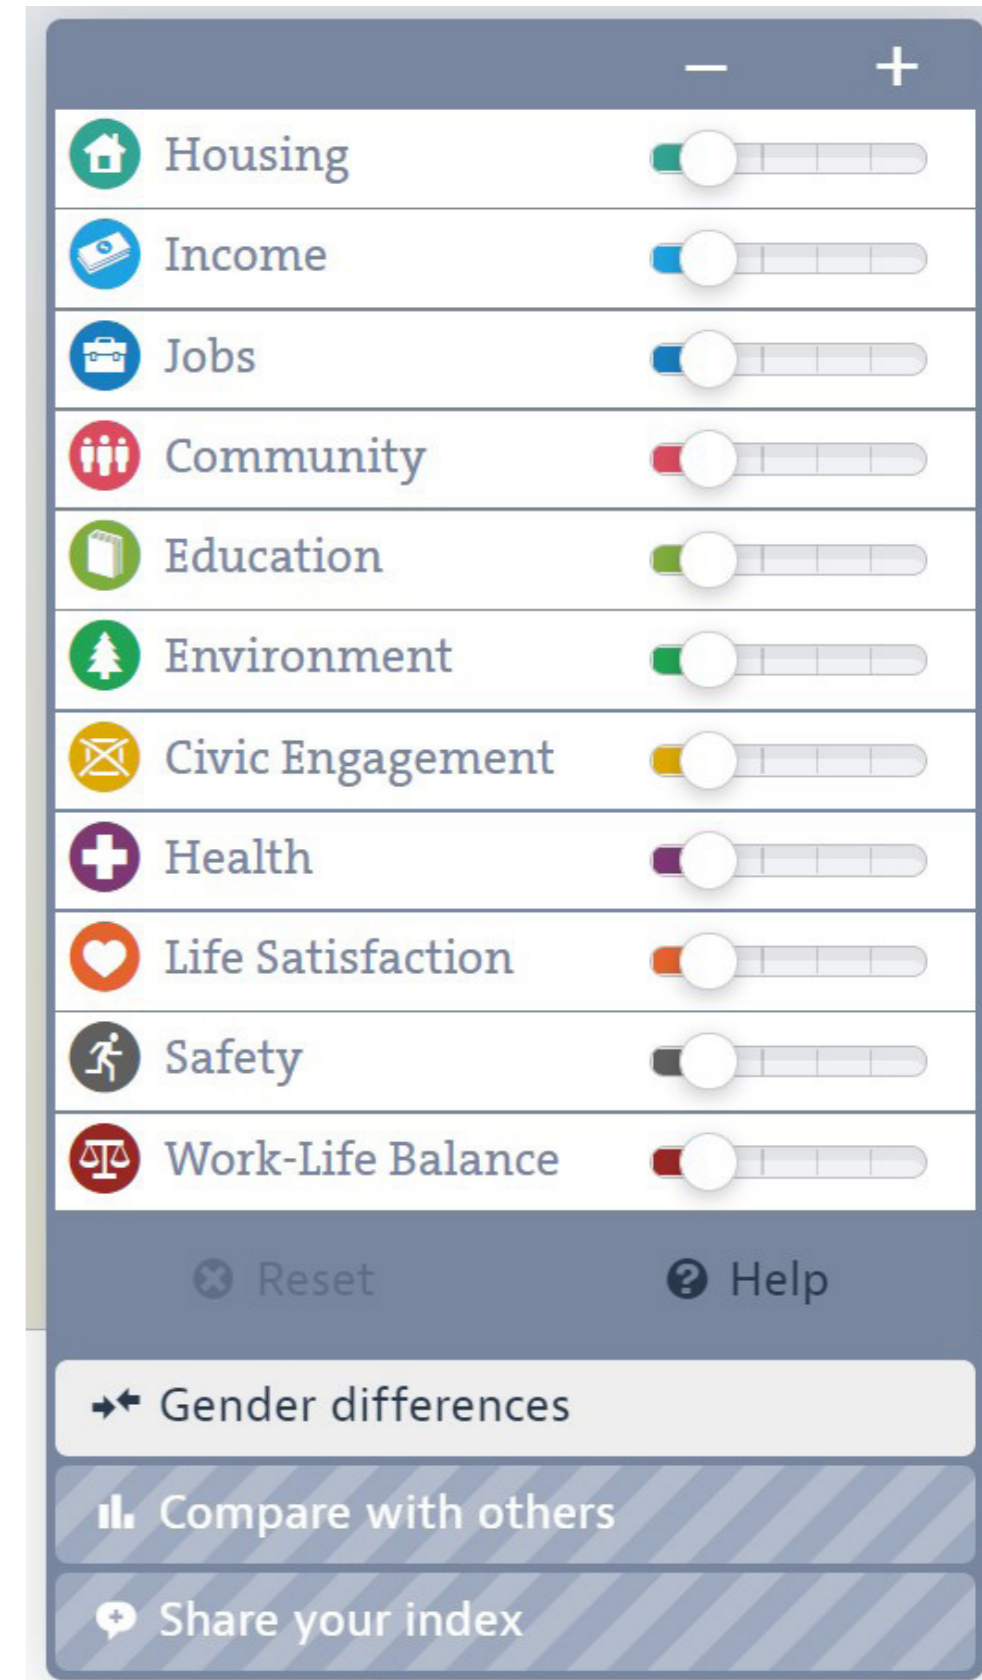 − +
Housing
Income
Jobs
Community
Education
Environment
Civic Engagement
Health
Life Satisfaction
Safety
Work-Life Balance
Reset Help
Gender differences
Compare with others
Share your index